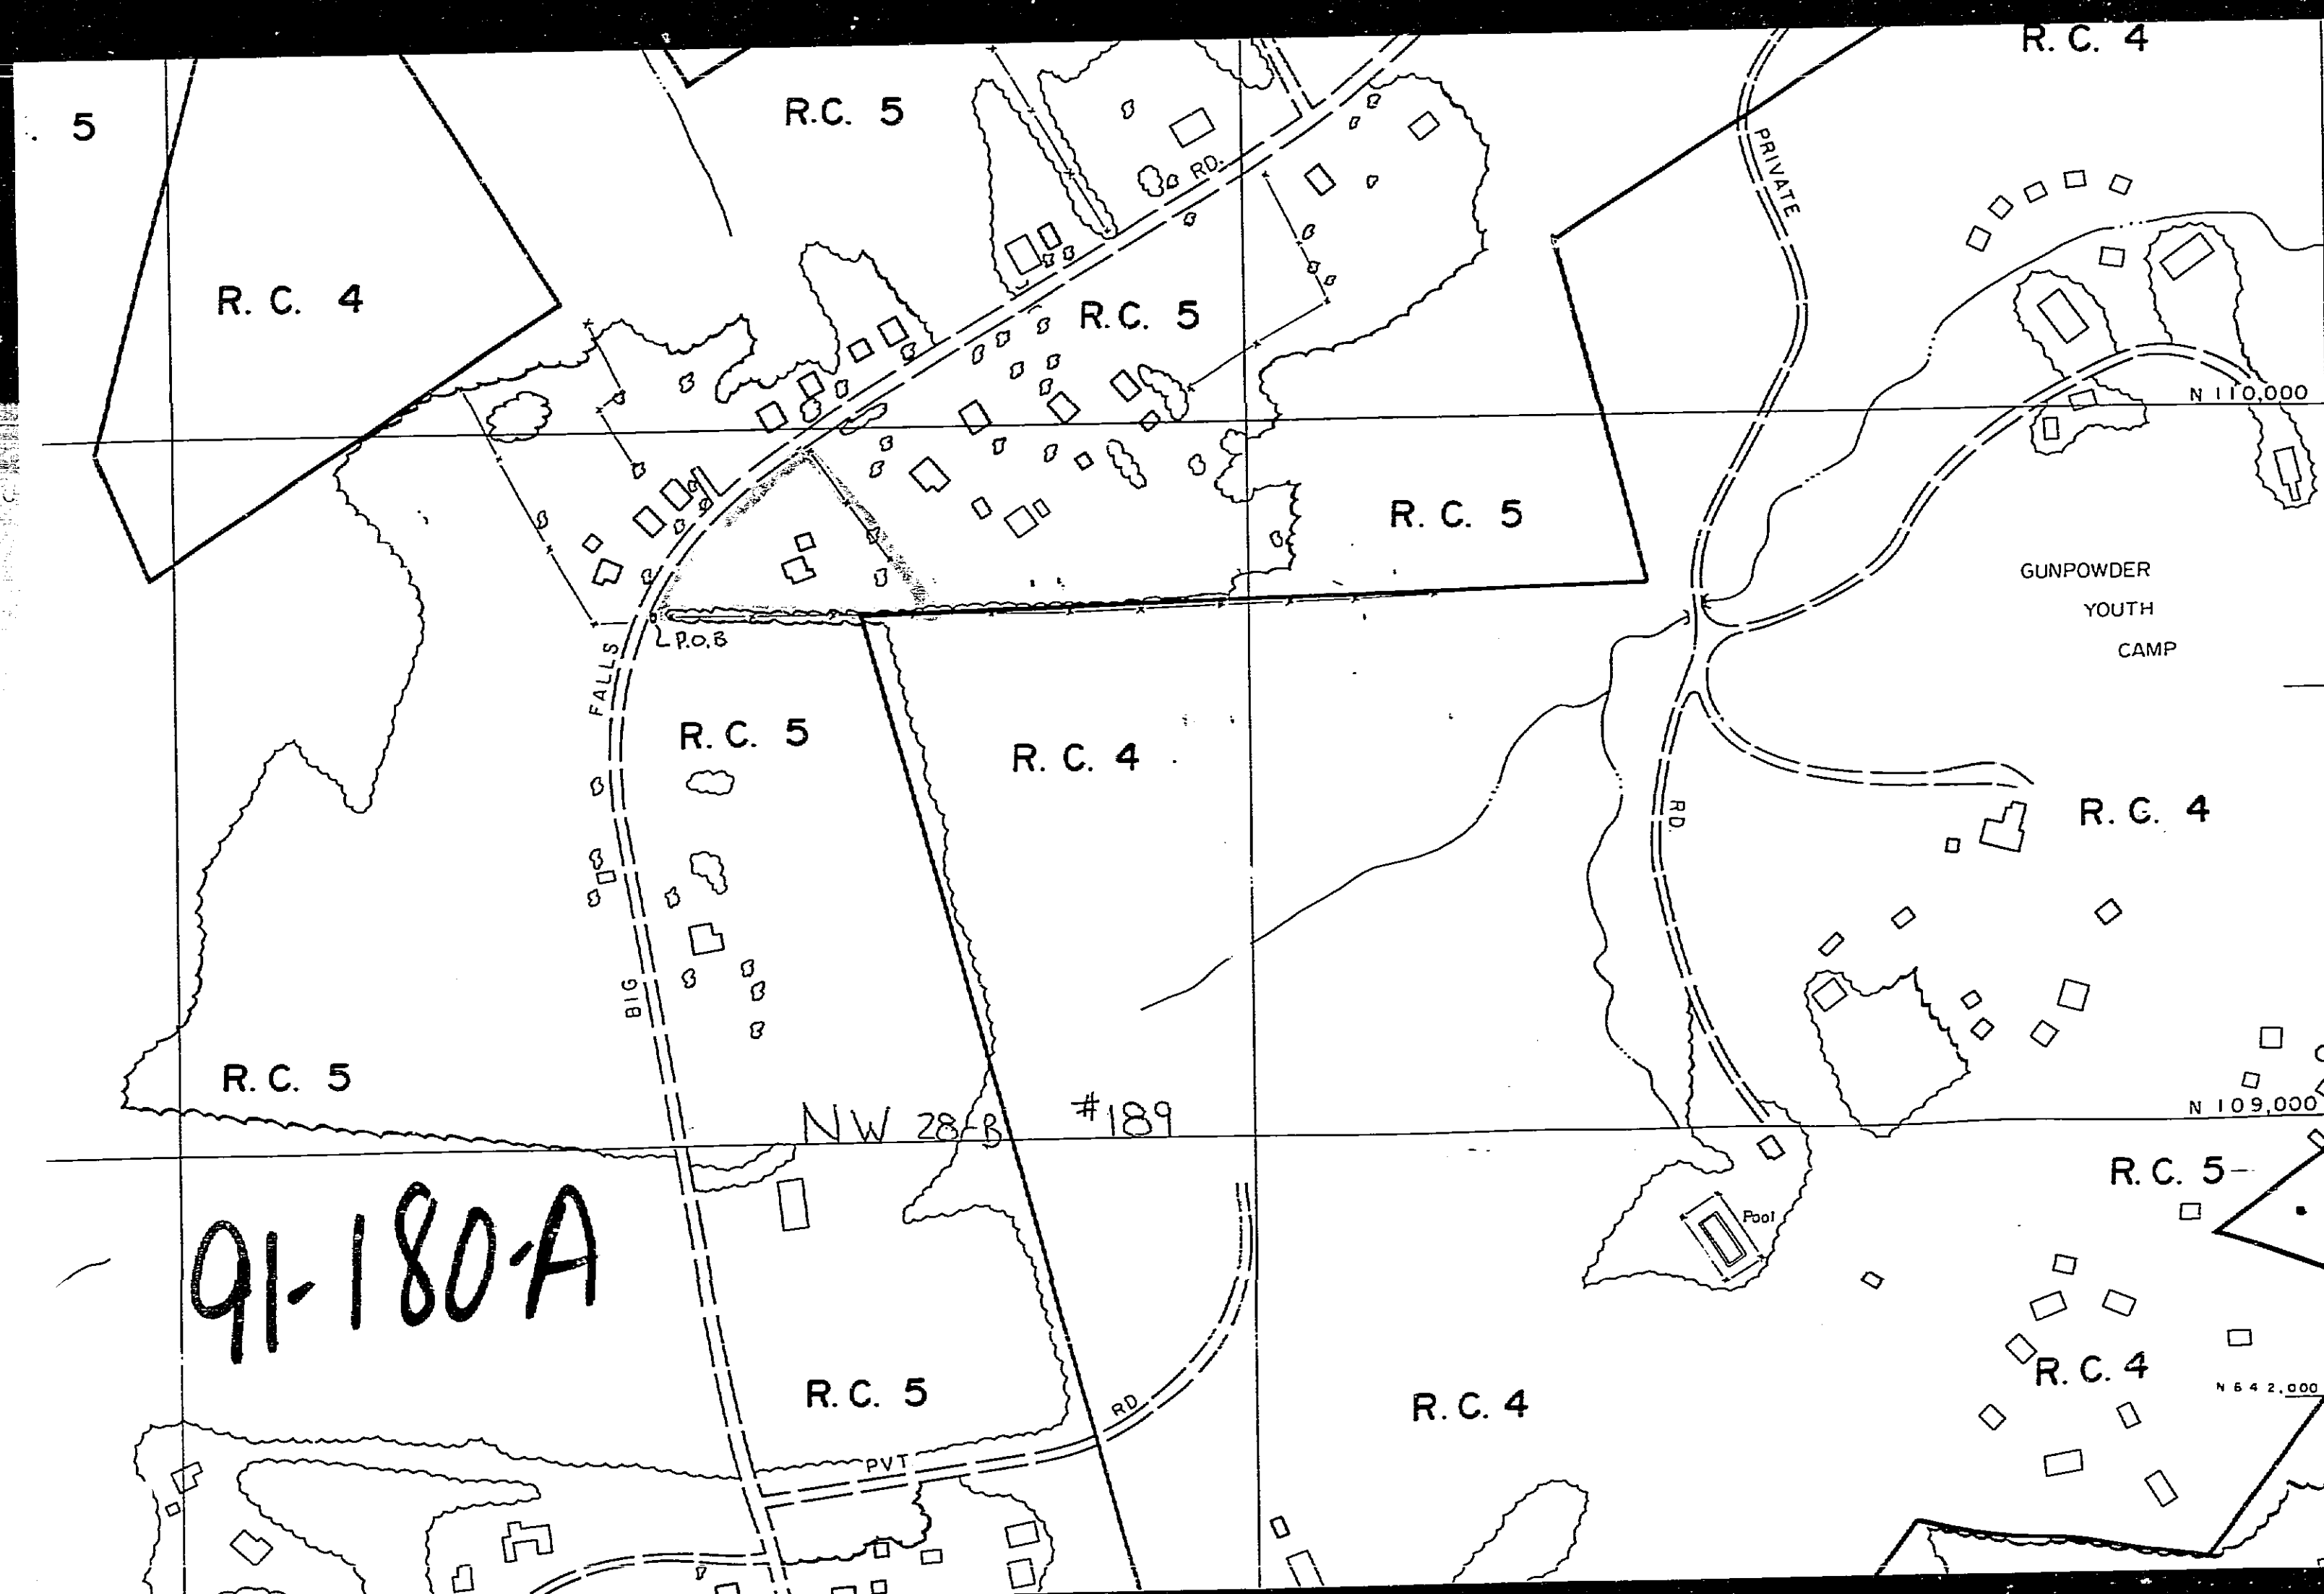 R. C. 4
R.C. 5
. 5
PRIVATE
RD.
R. C. 4
R.C. 5
N 110,000
R. C. 5
GUNPOWDER
YOUTH
CAMP
P.O.B
FALLS
R. C. 5
R. C. 4
RD.
R. C. 4
BIG
R. C. 5
NW 28-B #189
N 109,000
R. C. 5
91-180-A
Pool
R. C. 4
N 642,000
R. C. 5
R. C. 4
RD
PVT